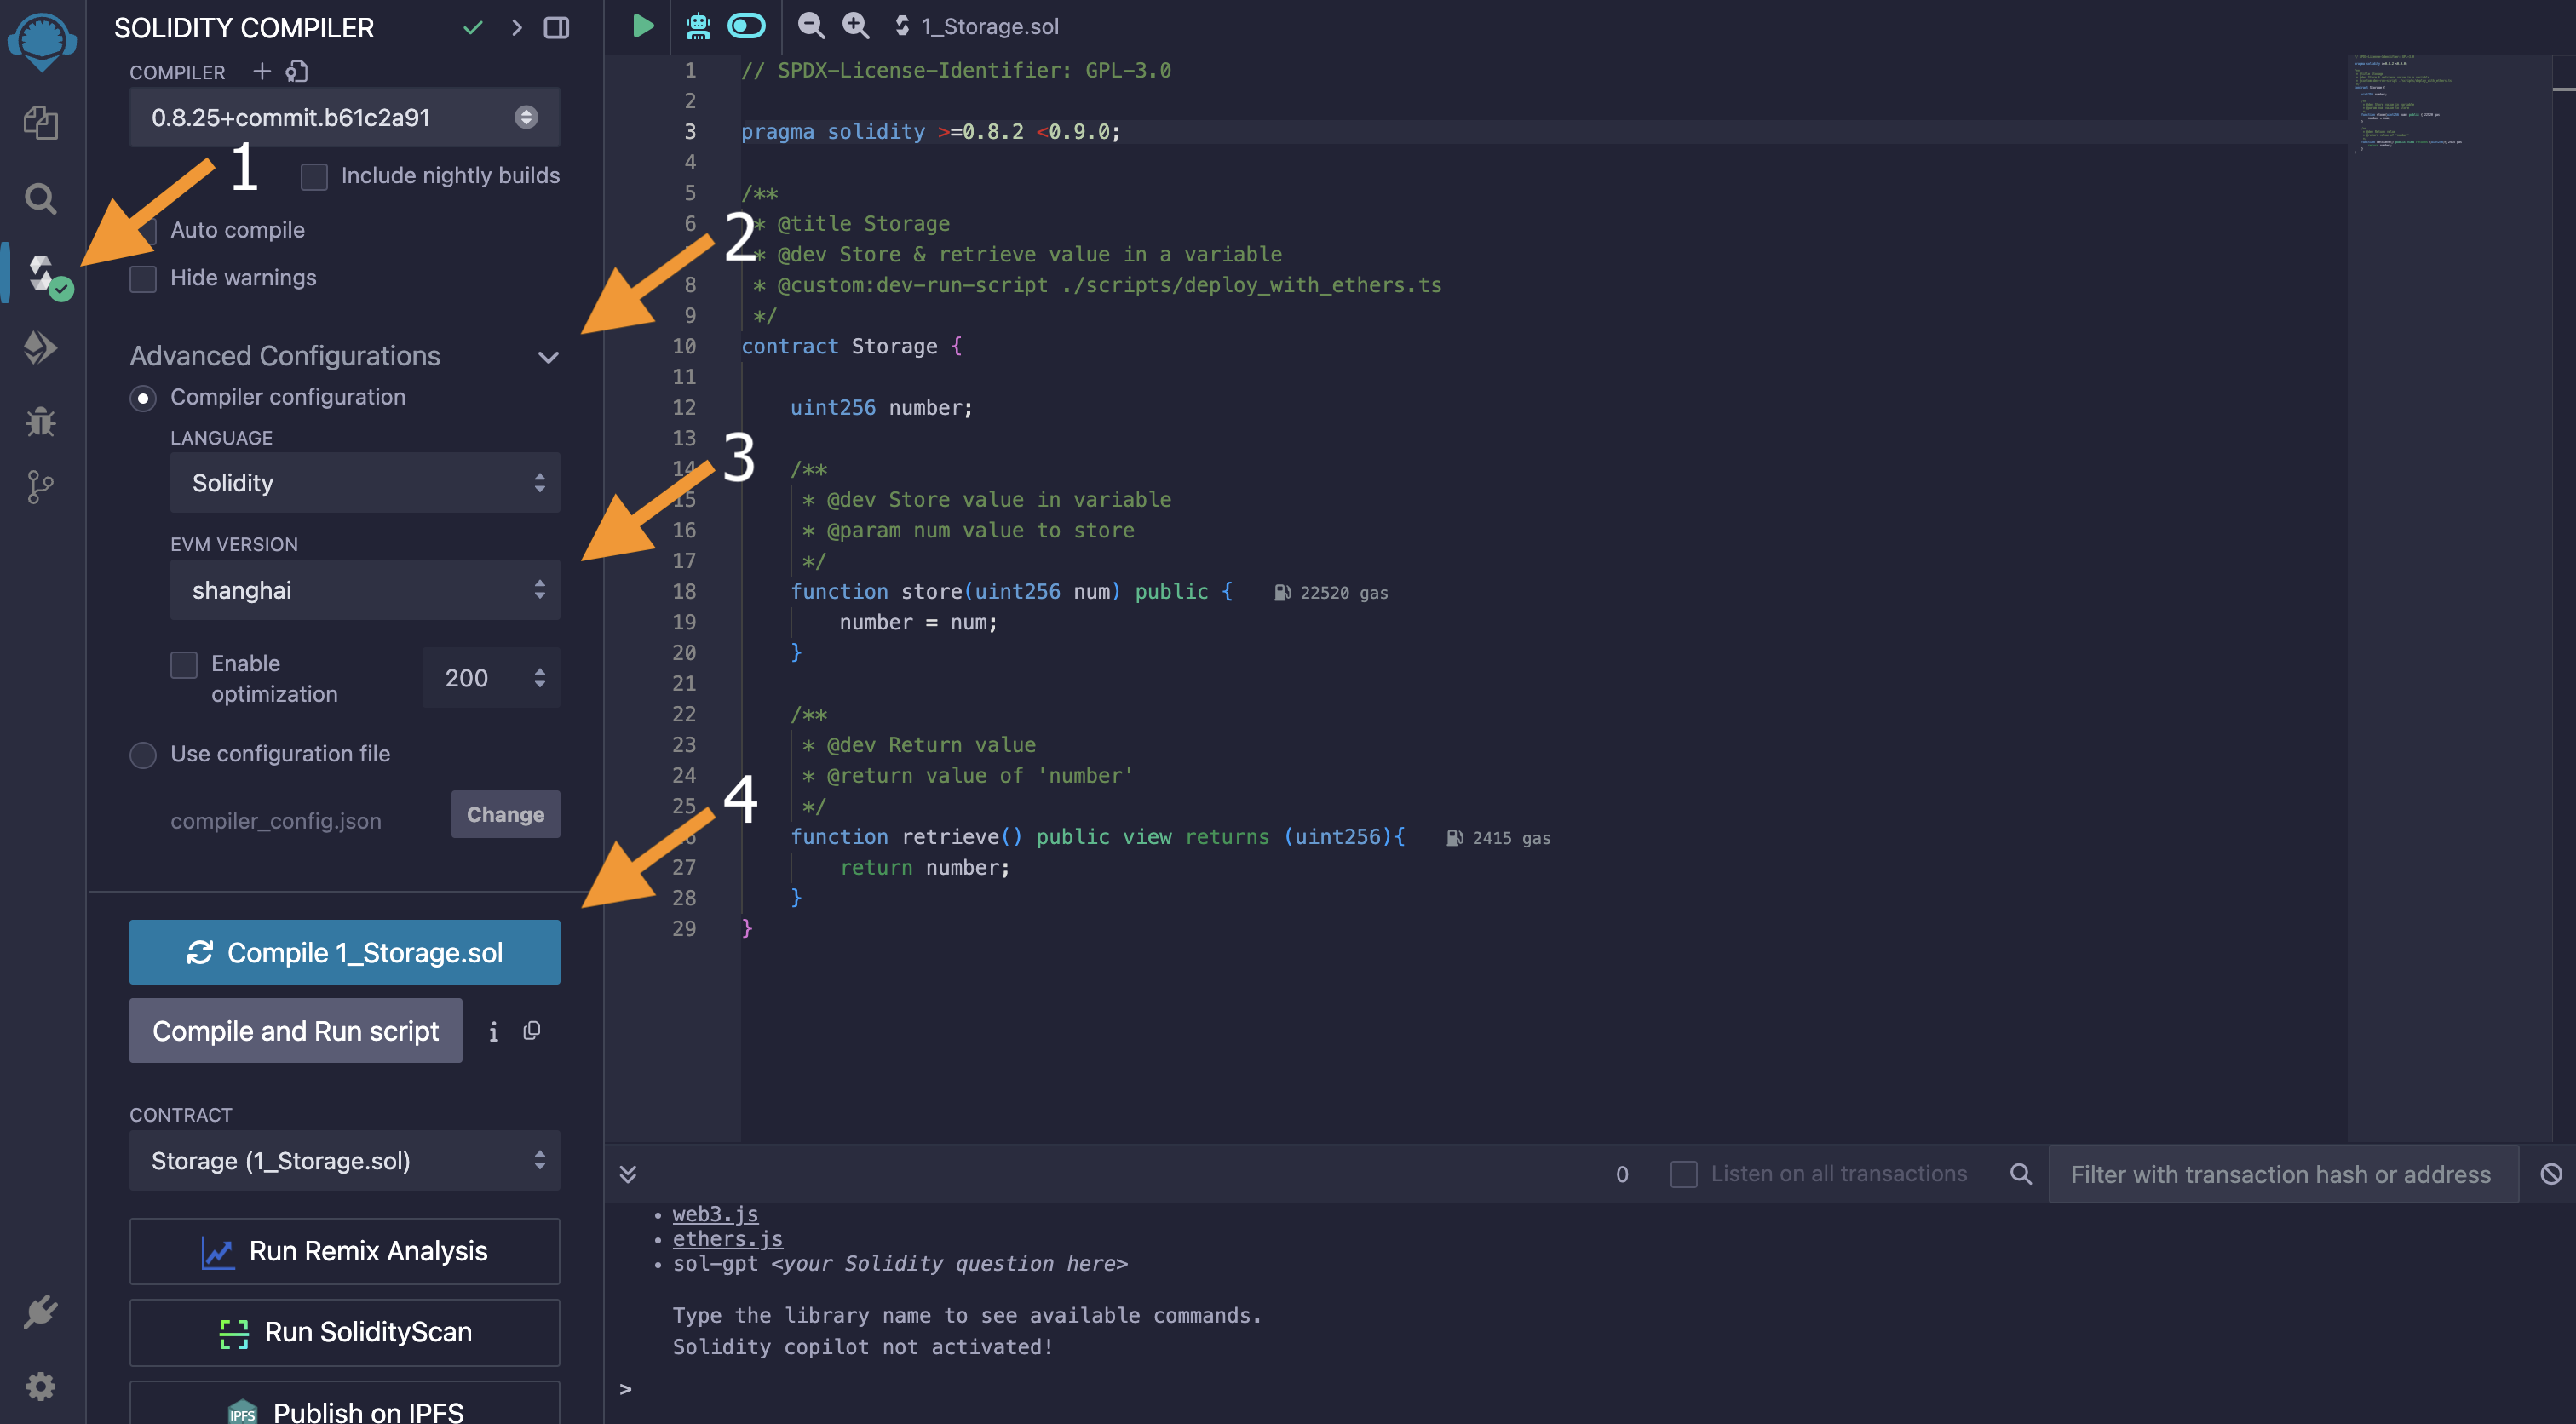 SOLIDITY COMPILER
COMPILER
0.8.25+commit.b61c2a91
1
Include nightly builds
Auto compile
Hide warnings
Advanced Configurations
Compiler configuration
LANGUAGE
Solidity
EVM VERSION
shanghai
Enable
optimization
200
Use configuration file
compiler_config.json
Change
Compile 1_Storage.sol
Compile and Run script
i
CONTRACT
Storage (1_Storage.sol)
Run Remix Analysis
Run SolidityScan
IPFS
Publish on IPFS
1_Storage.sol
1 // SPDX-License-Identifier: GPL-3.0
2
3 pragma solidity >=0.8.2 <0.9.0;
4
5 /**
6 * @title Storage
2
* @dev Store & retrieve value in a variable
8 * @custom:dev-run-script ./scripts/deploy_with_ethers.ts
9 */
10 contract Storage {
11
12 uint256 number;
13
3
14 /**
15 * @dev Store value in variable
16 * @param num value to store
17 */
18 function store(uint256 num) public { 22520 gas
19 number = num;
20 }
21
22 /**
23 * @dev Return value
24 * @return value of 'number'
4
25 */
function retrieve() public view returns (uint256){ 2415 gas
27 return number;
28 }
29 }
0
Listen on all transactions
Filter with transaction hash or address
• web3.js
• ethers.js
• sol-gpt <your Solidity question here>
Type the library name to see available commands.
Solidity copilot not activated!
>